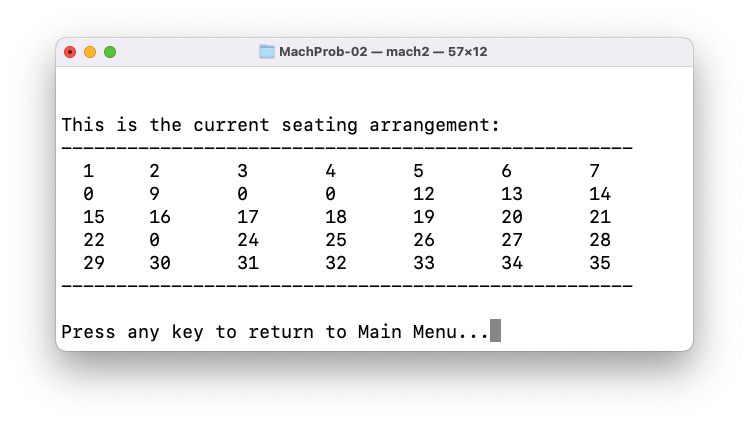 MachProb-02 — mach2 — 57×12
This is the current seating arrangement:
----------------------------------------------------
1 2 3 4 5 6 7
0 9 0 0 12 13 14
15 16 17 18 19 20 21
22 0 24 25 26 27 28
29 30 31 32 33 34 35
----------------------------------------------------
Press any key to return to Main Menu...